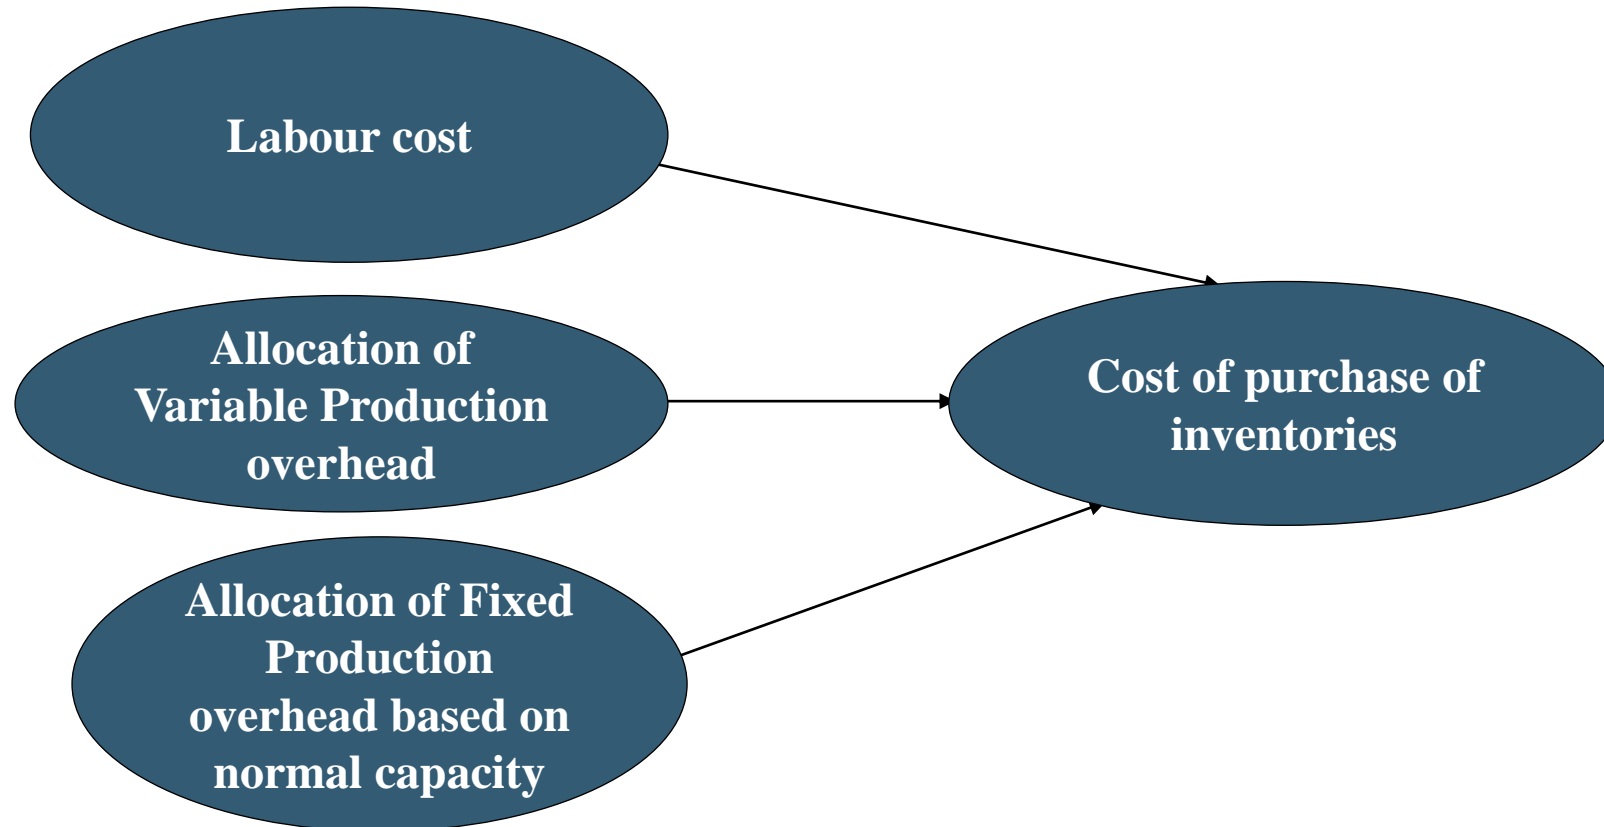 Labour cost
Allocation of
Variable Production
overhead
Allocation of Fixed
Production
overhead based on
normal capacity
Cost of purchase of
inventories